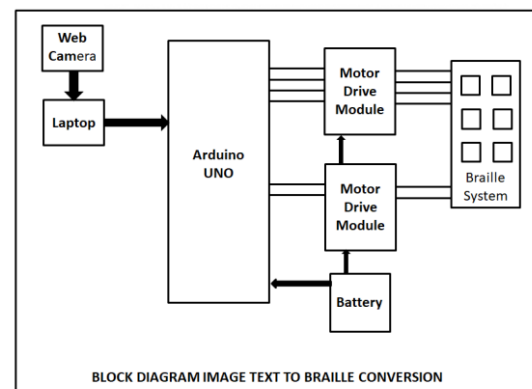 Web
Camera
Laptop
Arduino
UNO
Motor
Drive
Module
Motor
Drive
Module
Braille
System
Battery
BLOCK DIAGRAM IMAGE TEXT TO BRAILLE CONVERSION